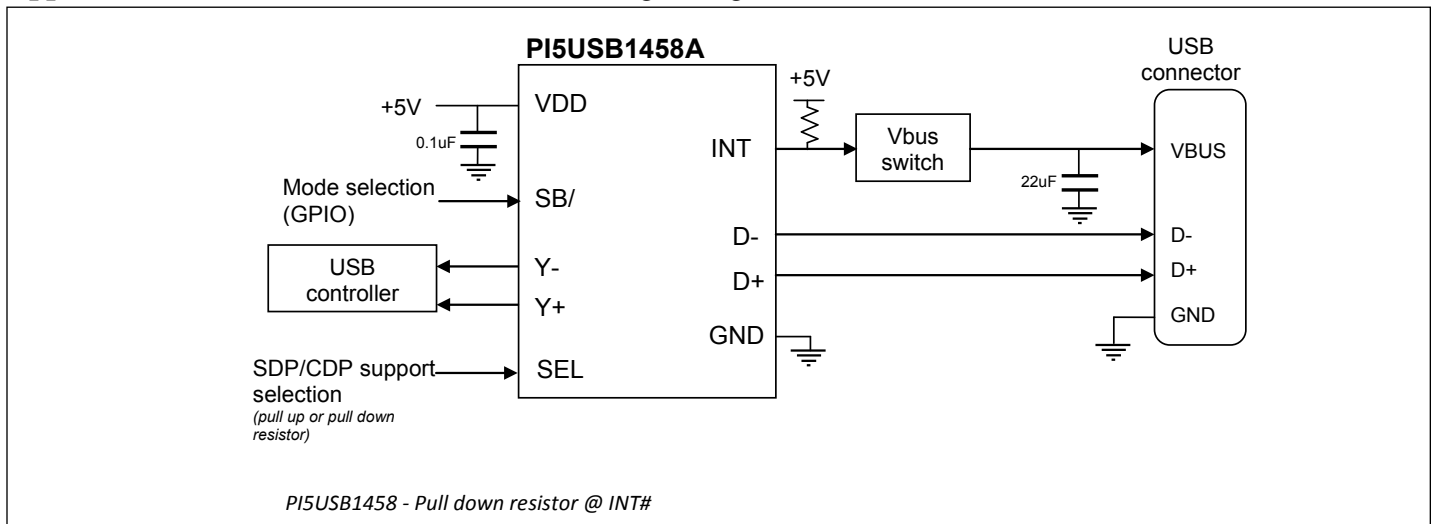 PI5USB1458A
USB
connector
+5V
+5V
VDD
0.1uF
INT
Vbus
switch
VBUS
22uF
Mode selection
(GPIO)
SB/
D-
D-
USB
controller
Y-
D+
D+
Y+
GND
GND
SDP/CDP support
selection
(pull up or pull down
resistor)
SEL
PI5USB1458 - Pull down resistor @ INT#